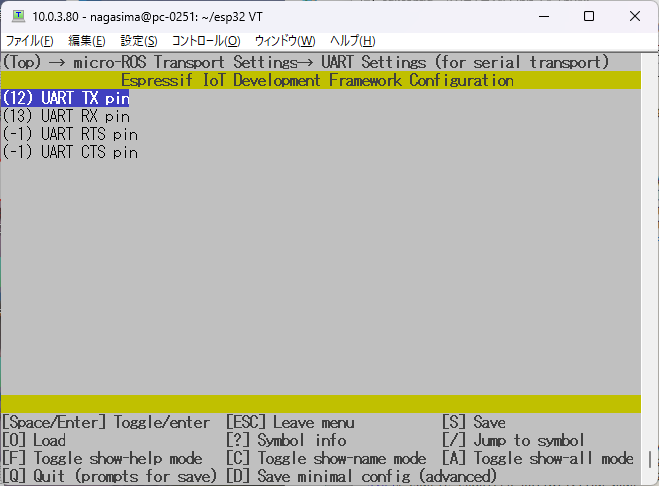 10.0.3.80 - nagasima@pc-0251: ~/esp32 VT
ファイル(F) 編集(E) 設定(S) コントロール(O) ウィンドウ(W) ヘルプ(H)
(Top) → micro-ROS Transport Settings→ UART Settings (for serial transport)
Espressif IoT Development Framework Configuration
(12) UART TX pin
(13) UART RX pin
(-1) UART RTS pin
(-1) UART CTS pin
[Space/Enter] Toggle/enter [ESC] Leave menu [S] Save
[O] Load [?] Symbol info [/] Jump to symbol
[F] Toggle show-help mode [C] Toggle show-name mode [A] Toggle show-all mode
[Q] Quit (prompts for save) [D] Save minimal config (advanced)